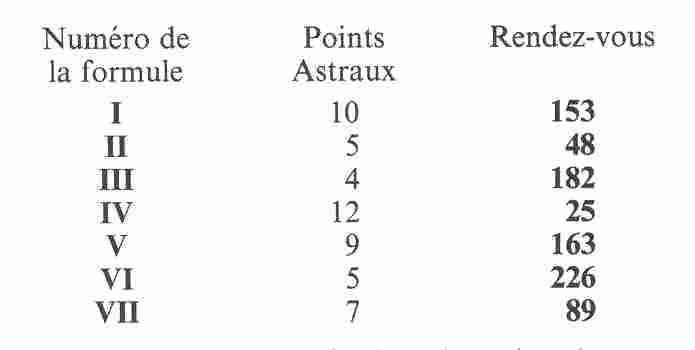 Numéro de la formule Points Astraux Rendez-vous
I 10 153
II 5 48
III 4 182
IV 12 25
V 9 163
VI 5 226
VII 7 89